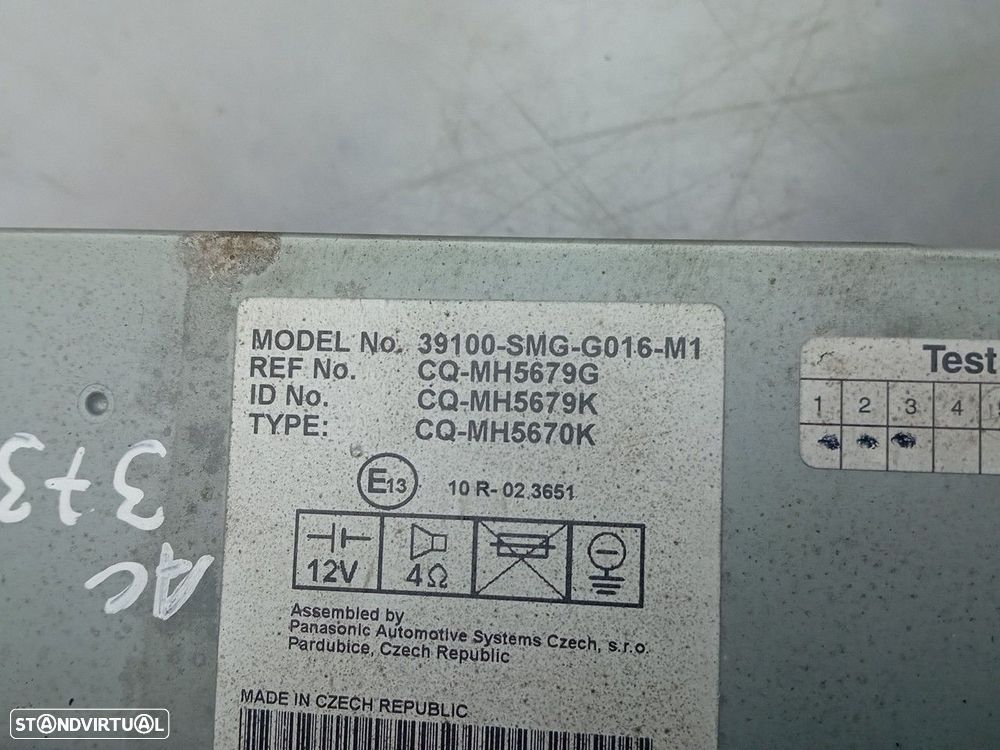 MODEL No. 39100-SMG-G016-M1
REF No. CQ-MH5679G
ID No. CQ-MH5679K
TYPE: CQ-MH5670K
E13 10 R- 02 3651
12V 4Ω
Assembled by
Panasonic Automotive Systems Czech, s.r.o.
Pardubice, Czech Republic
MADE IN CZECH REPUBLIC
Test
1 2 3 4
373
AC
STANDVIRTUAL